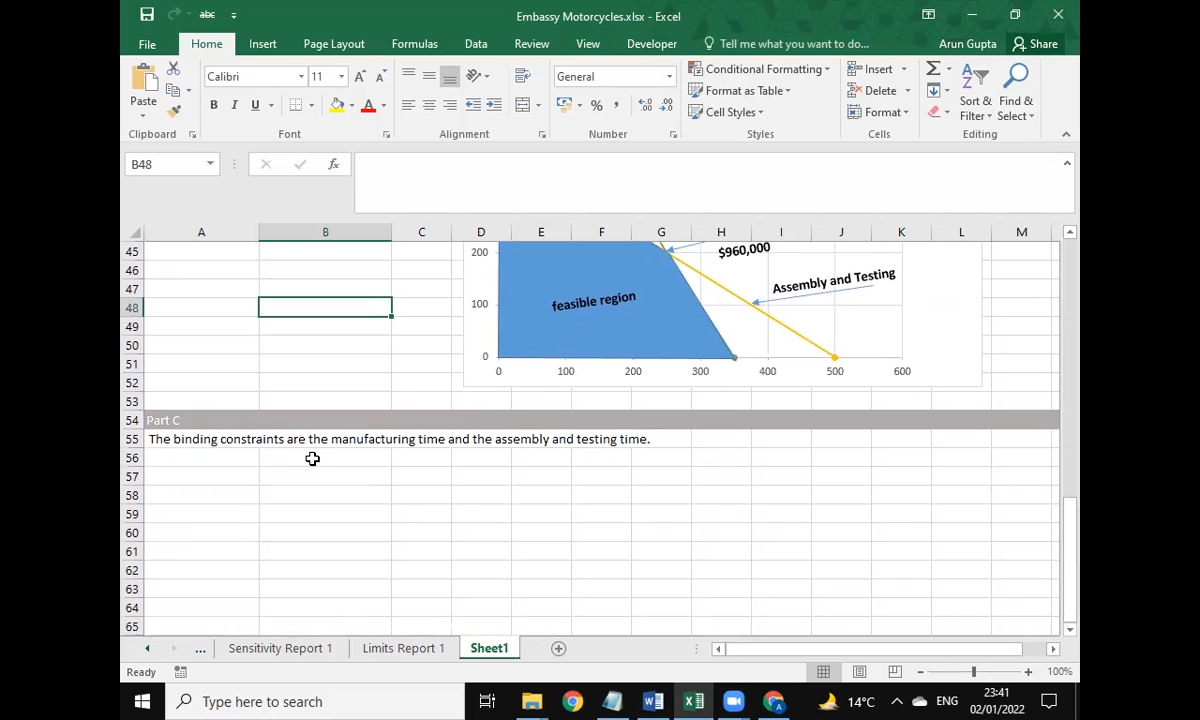 abc
Embassy Motorcycles.xlsx - Excel
File Home Insert Page Layout Formulas Data Review View Developer Tell me what you want to do... Arun Gupta Share
Paste
Calibri 11
B I U
General
Conditional Formatting
Format as Table
Cell Styles
Insert
Delete
Format
Sort & Filter
Find & Select
Clipboard Font Alignment Number Styles Cells Editing
B48 fx
A B C D E F G H I J K L M
45
46
47
48
49
50
51
52
53
200
100
0
0 100 200 300 400 500 600
$960,000
Assembly and Testing
feasible region
54 Part C
55 The binding constraints are the manufacturing time and the assembly and testing time.
56
57
58
59
60
61
62
63
64
65
... Sensitivity Report 1 Limits Report 1 Sheet1
Ready 100%
Type here to search 14°C ENG 23:41
02/01/2022